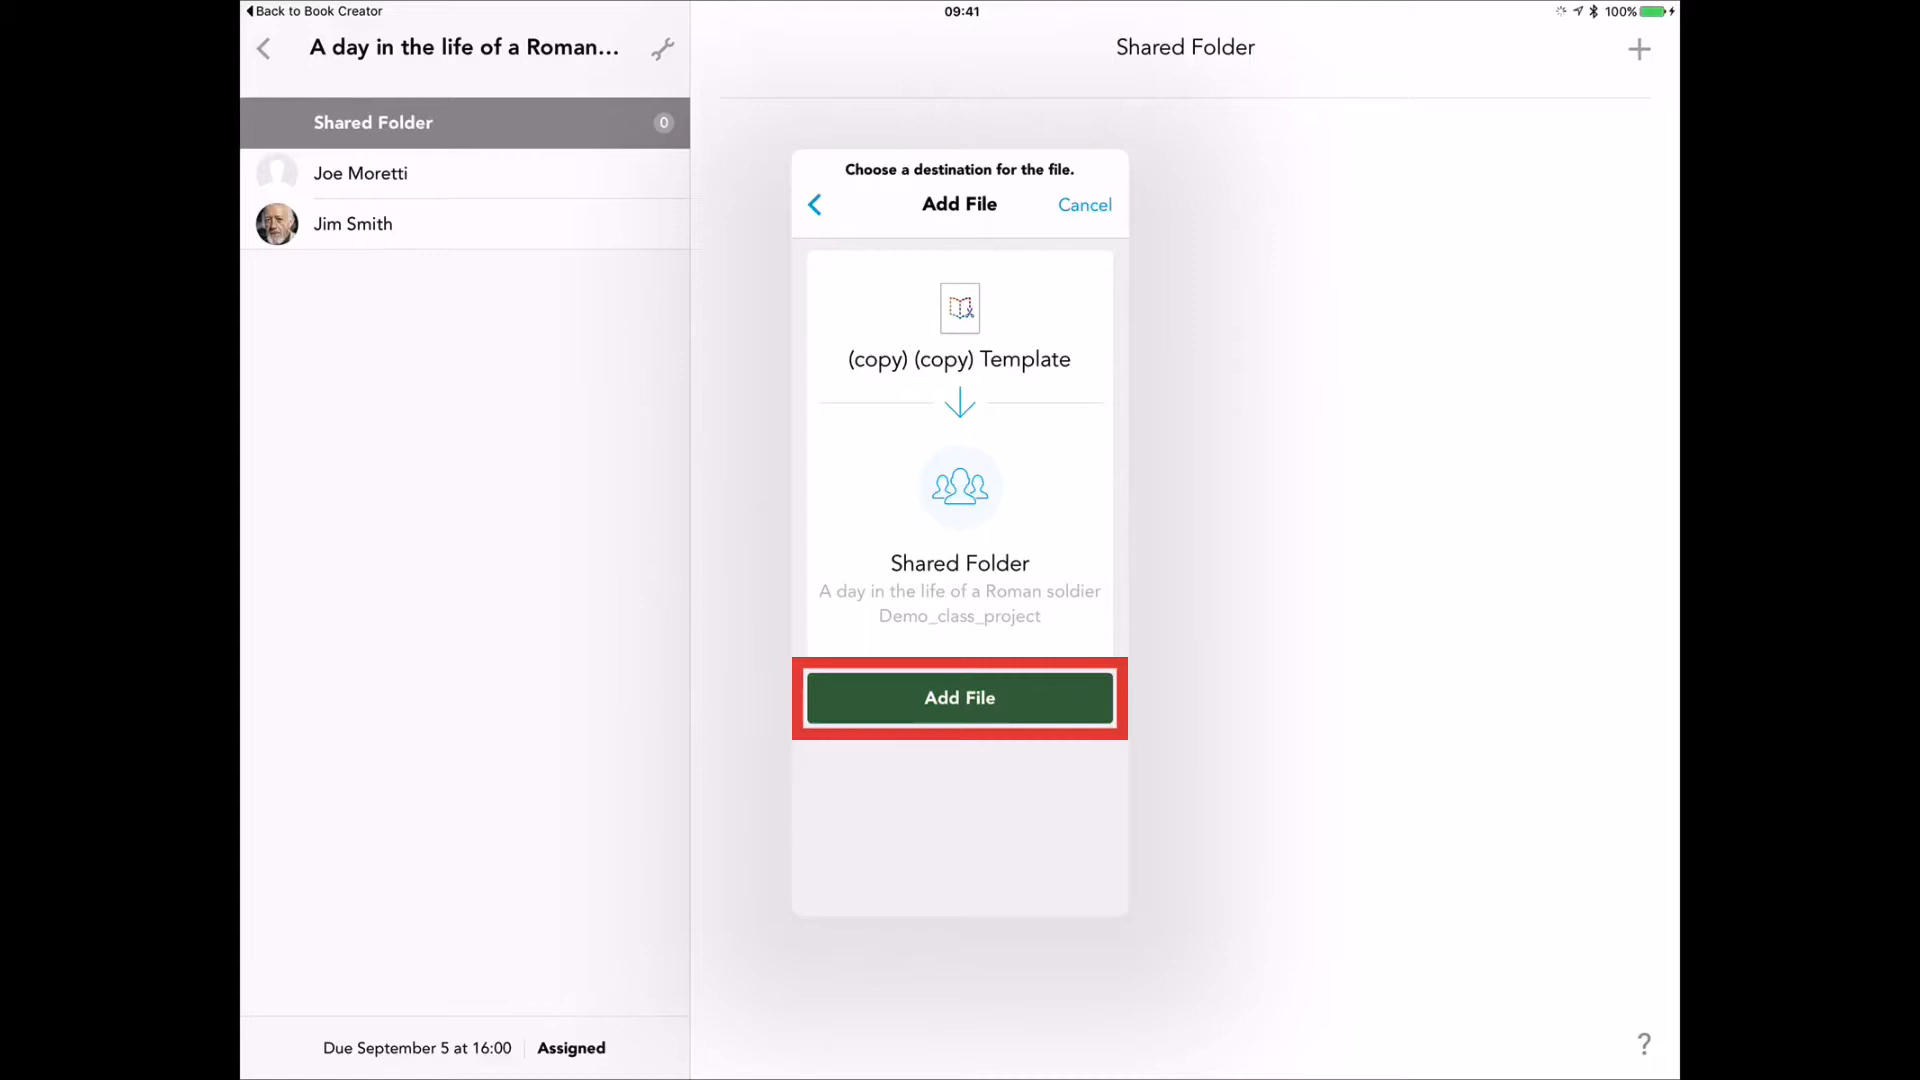 Back to Book Creator
09:41
100%
A day in the life of a Roman...
Shared Folder
Shared Folder
0
Joe Moretti
Jim Smith
Choose a destination for the file.
Add File
Cancel
(copy) (copy) Template
Shared Folder
A day in the life of a Roman soldier
Demo_class_project
Add File
Due September 5 at 16:00
Assigned
?